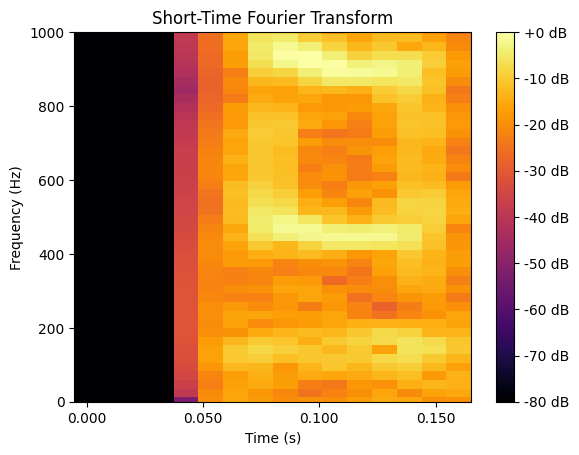 Short-Time Fourier Transform
Frequency (Hz)
1000
800
600
400
200
0
0.000
0.050
0.100
0.150
Time (s)
+0 dB
-10 dB
-20 dB
-30 dB
-40 dB
-50 dB
-60 dB
-70 dB
-80 dB